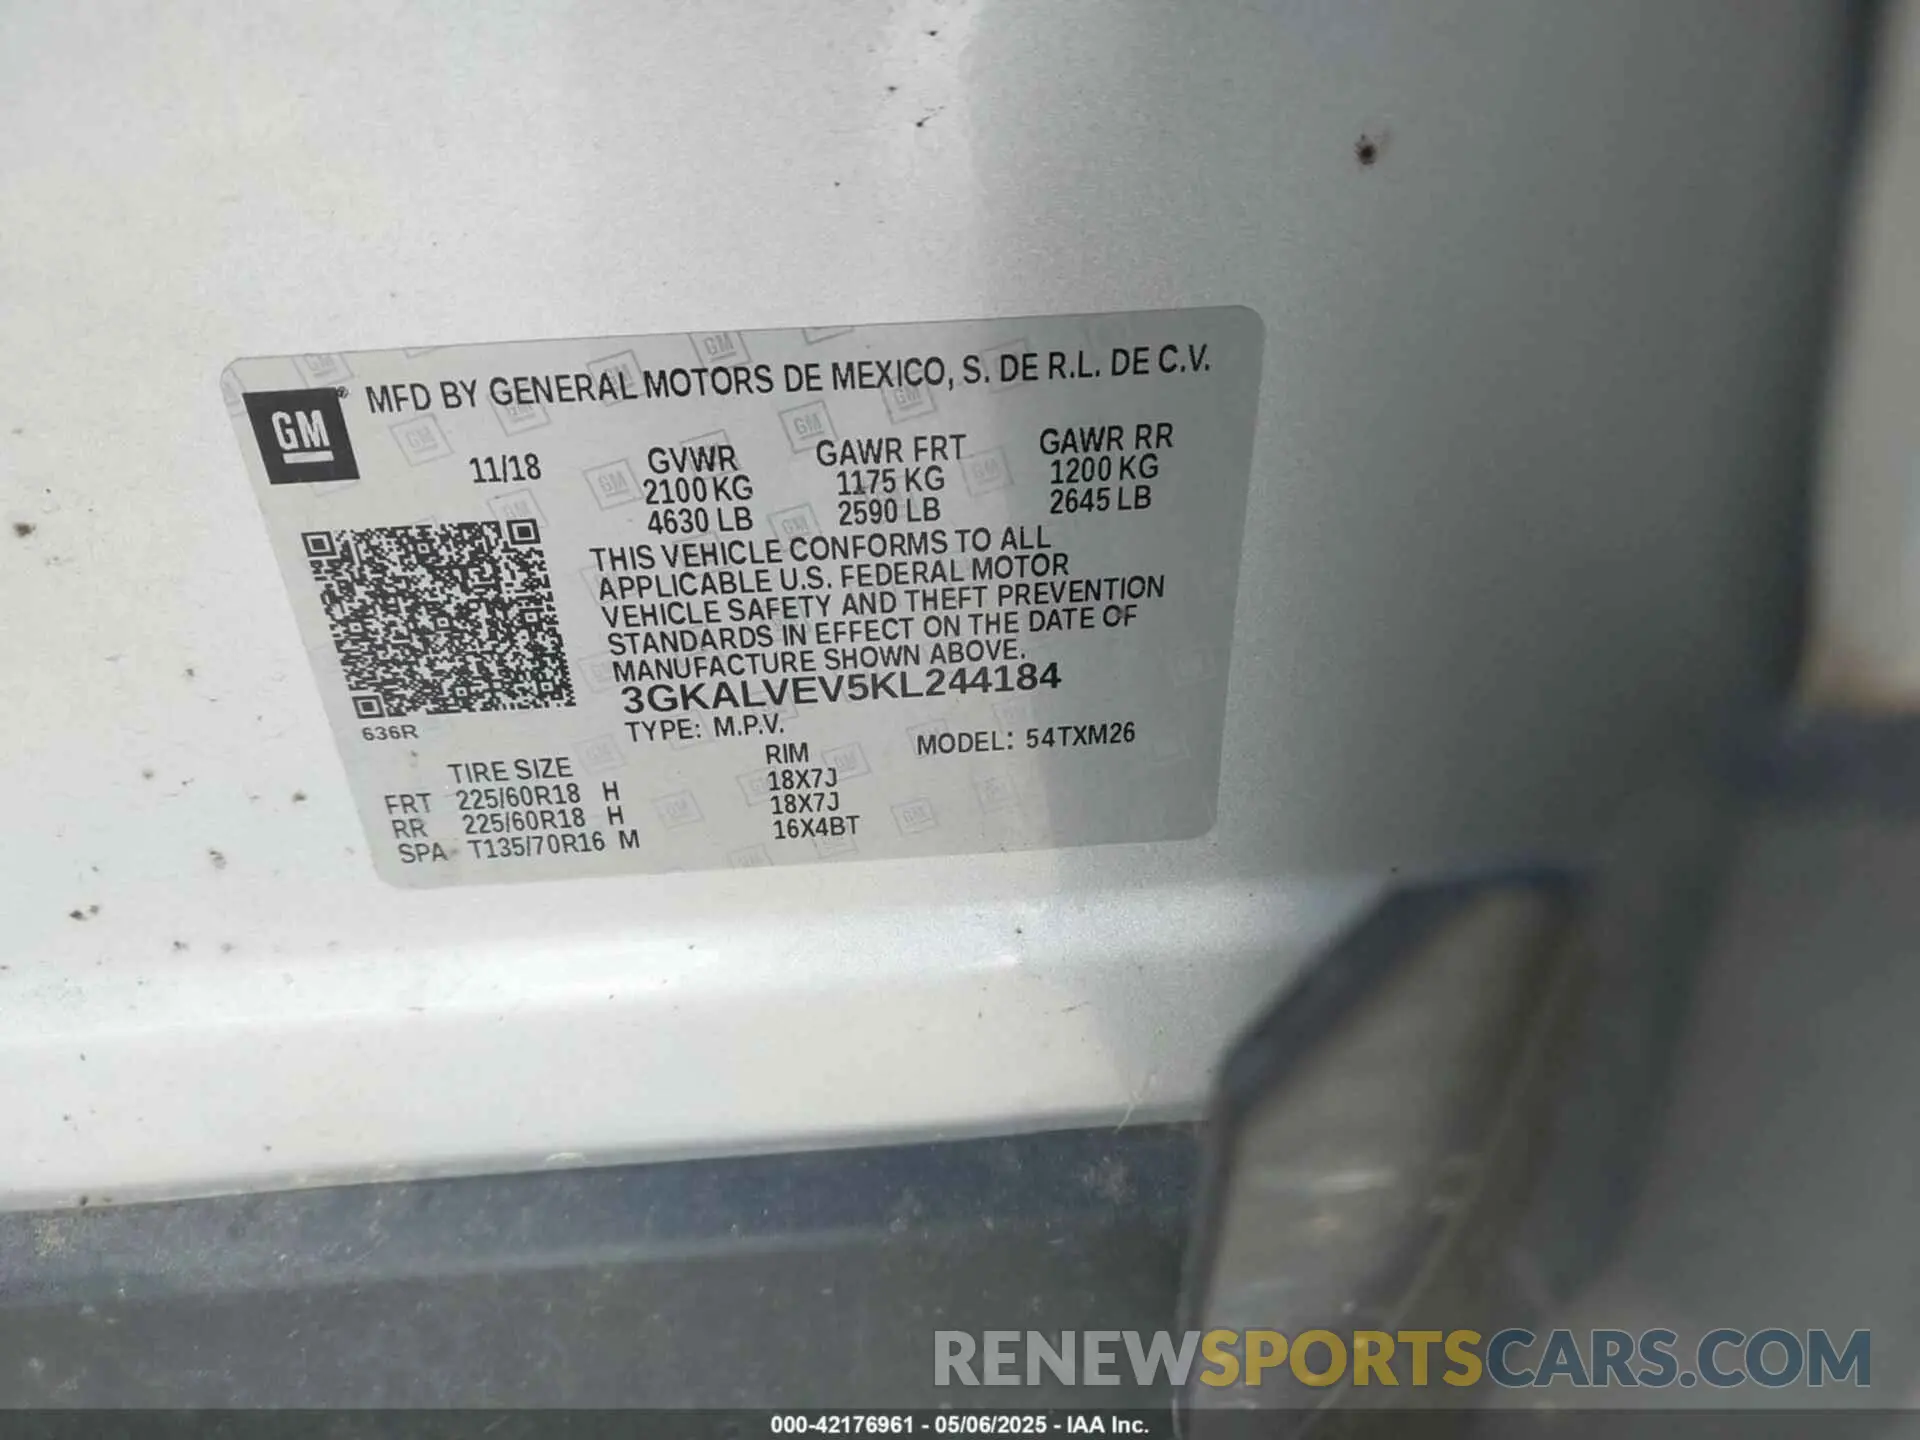 GM ® MFD BY GENERAL MOTORS DE MEXICO, S. DE R.L. DE C.V.
11/18
GVWR GAWR FRT GAWR RR
2100 KG 1175 KG 1200 KG
4630 LB 2590 LB 2645 LB
THIS VEHICLE CONFORMS TO ALL
APPLICABLE U.S. FEDERAL MOTOR
VEHICLE SAFETY AND THEFT PREVENTION
STANDARDS IN EFFECT ON THE DATE OF
MANUFACTURE SHOWN ABOVE.
3GKALVEV5KL244184
636R
TYPE: M.P.V. MODEL: 54TXM26
TIRE SIZE RIM
FRT 225/60R18 H 18X7J
RR 225/60R18 H 18X7J
SPA T135/70R16 M 16X4BT
RENEWSPORTSCARS.COM
000-42176961 - 05/06/2025 - IAA Inc.